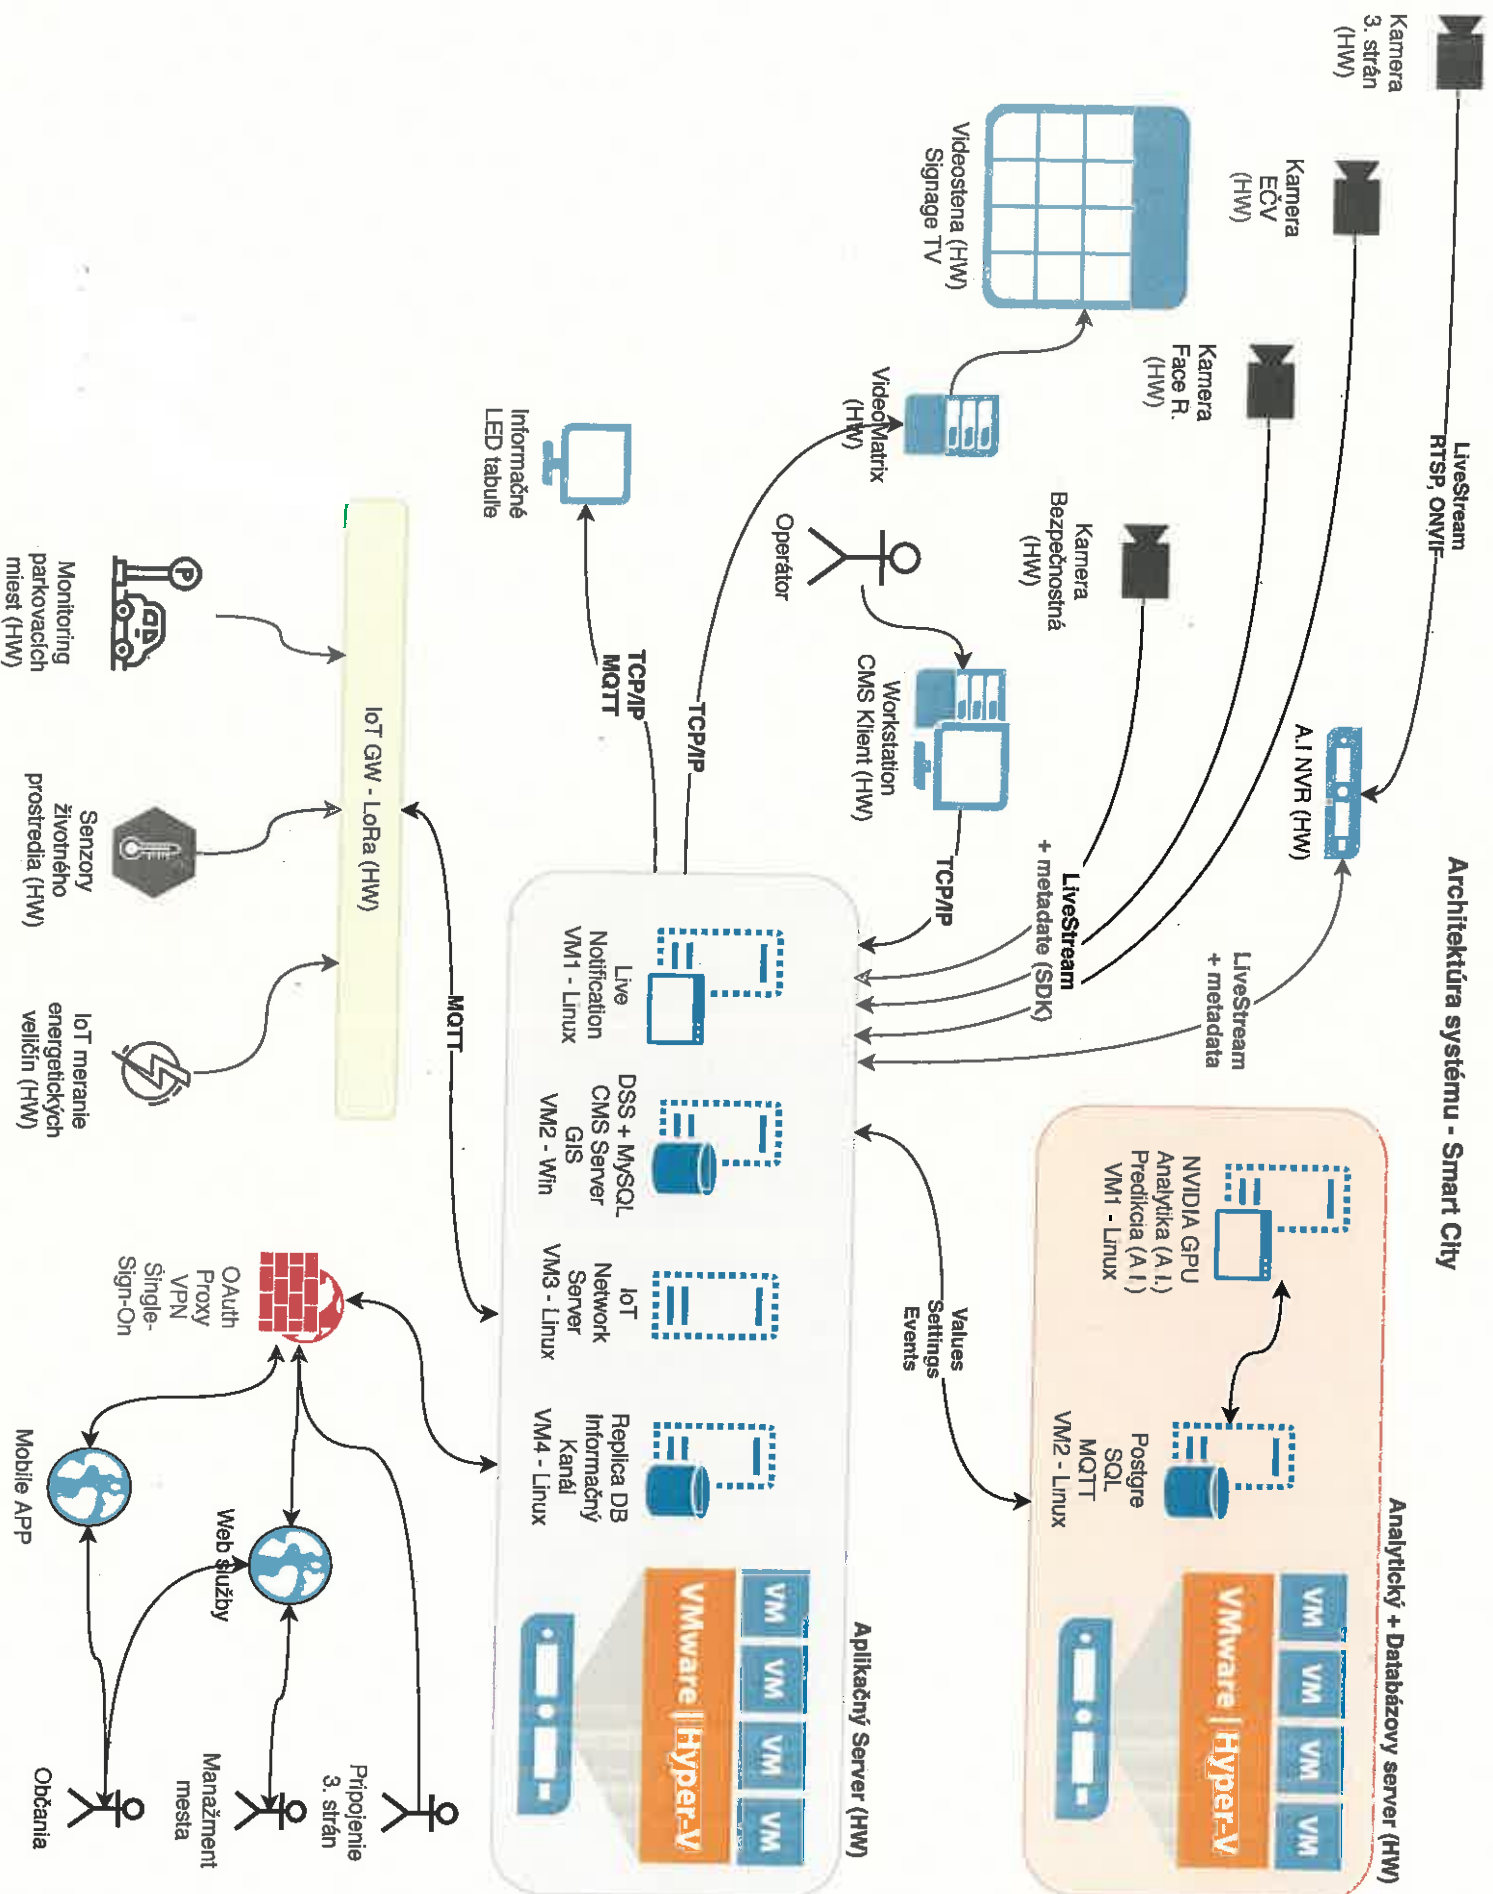 Architektúra systému - Smart City
Kamera
3. strán
(HW)
LiveStream
RTSP, ONVIF
A.I NVR (HW)
LiveStream
+ metadata
Kamera
EČV
(HW)
Kamera
Face R.
(HW)
Kamera
Bezpečnostná
(HW)
LiveStream
+ metadate (SDK)
Videostena (HW)
Signage TV
VideoMatrix
(HW)
Operátor
Workstation
CMS Klient (HW)
TCP/IP
TCP/IP
Informačné
LED tabuľe
TCP/IP
MQTT
Analytický + Databázovy server (HW)
NVIDIA GPU
Analytika (A.I.)
Predikcia (A.I.)
VM1 - Linux
Postgre
SQL
MQTT
VM2 - Linux
VM
VM
VM
VM
VMware | Hyper-V
Values
Settings
Events
Aplikačný Server (HW)
Live
Notification
VM1 - Linux
DSS + MySQL
CMS Server
GIS
VM2 - Win
IoT
Network
Server
VM3 - Linux
Replica DB
Informačný
Kanál
VM4 - Linux
VM
VM
VM
VM
VMware | Hyper-V
MQTT
IoT GW - LoRa (HW)
P
Monitoring
parkovacích
miest (HW)
Senzory
životného
prostredia (HW)
IoT meranie
energetických
veličín (HW)
OAuth
Proxy
VPN
Single-
Sign-On
Mobile APP
Web služby
Pripojenie
3. strán
Manažment
mesta
Občania